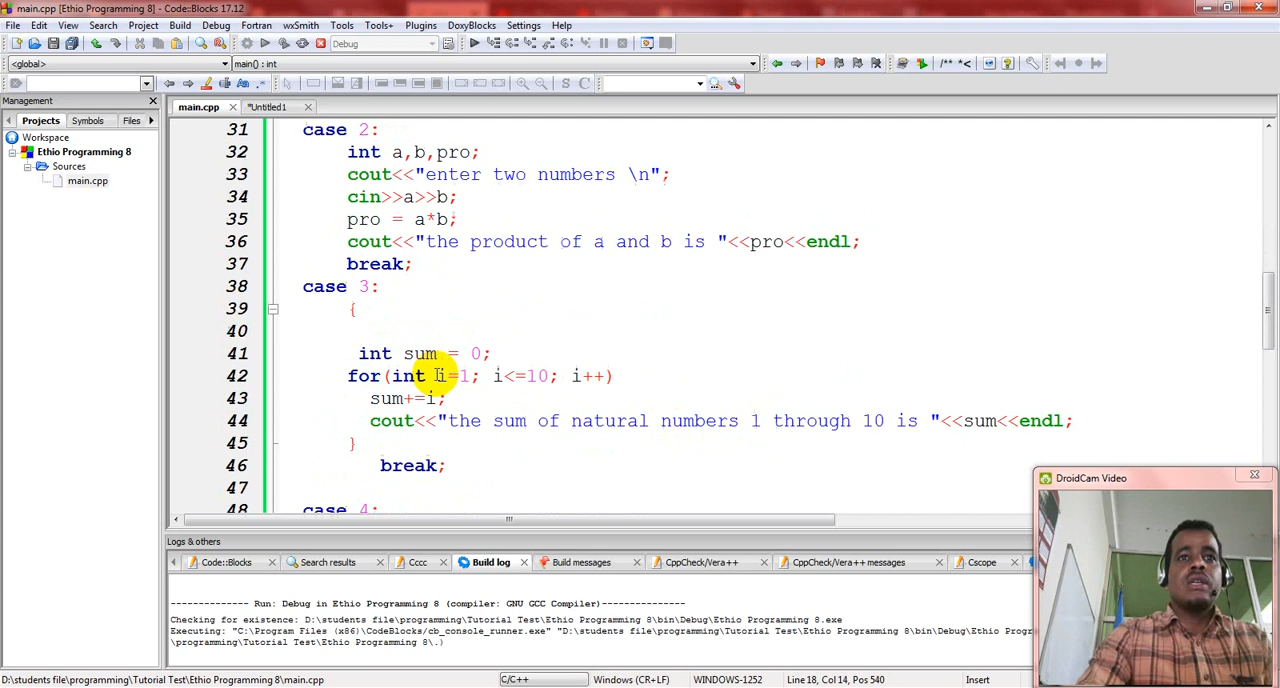 main.cpp [Ethio Programming 8] - Code::Blocks 17.12
File Edit View Search Project Build Debug Fortran wxSmith Tools Tools+ Plugins DoxyBlocks Settings Help
Debug
<global> main() : int
Management
main.cpp *Untitled1
Projects Symbols Files
Workspace
Ethio Programming 8
Sources
main.cpp
31 case 2:
32 int a,b,pro;
33 cout<<"enter two numbers \n";
34 cin>>a>>b;
35 pro = a*b;
36 cout<<"the product of a and b is "<<pro<<endl;
37 break;
38 case 3:
39 {
40
41 int sum = 0;
42 for(int i=1; i<=10; i++)
43 sum+=i;
44 cout<<"the sum of natural numbers 1 through 10 is "<<sum<<endl;
45 }
46 break;
47
48 case 4:
DroidCam Video
Logs & others
Code::Blocks Search results Cccc Build log Build messages CppCheck/Vera++ CppCheck/Vera++ messages Cscope
-------------- Run: Debug in Ethio Programming 8 (compiler: GNU GCC Compiler)---------------
Checking for existence: D:\students file\programming\Tutorial Test\Ethio Programming 8\bin\Debug\Ethio Programming 8.exe
Executing: "C:\Program Files (x86)\CodeBlocks/cb_console_runner.exe" "D:\students file\programming\Tutorial Test\Ethio Programming 8\bin\Debug\Ethio Pro
\programming\Tutorial Test\Ethio Programming 8\.)
D:\students file\programming\Tutorial Test\Ethio Programming 8\main.cpp C/C++ Windows (CR+LF) WINDOWS-1252 Line 18, Col 15, Pos 540 Insert